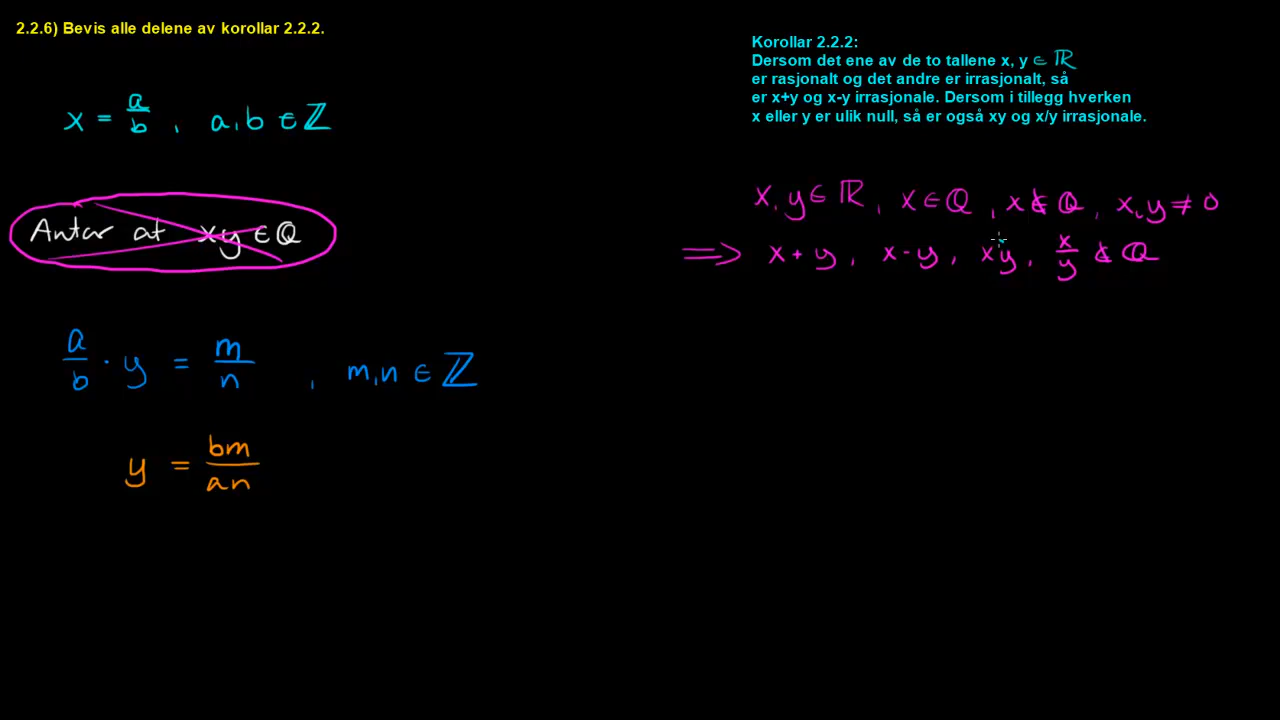 2.2.6) Bevis alle delene av korollar 2.2.2.
x = a/b , a,b ∈ ℤ
Antar at xy ∈ ℚ
a/b · y = m/n , m,n ∈ ℤ
y = bm/an
Korollar 2.2.2:
Dersom det ene av de to tallene x, y ∈ ℝ
er rasjonalt og det andre er irrasjonalt, så
er x+y og x-y irrasjonale. Dersom i tillegg hverken
x eller y er ulik null, så er også xy og x/y irrasjonale.
x, y ∈ ℝ, x ∈ ℚ, x ∉ ℚ, x, y ≠ 0
⟹ x + y, x - y, xy, x/y ∉ ℚ